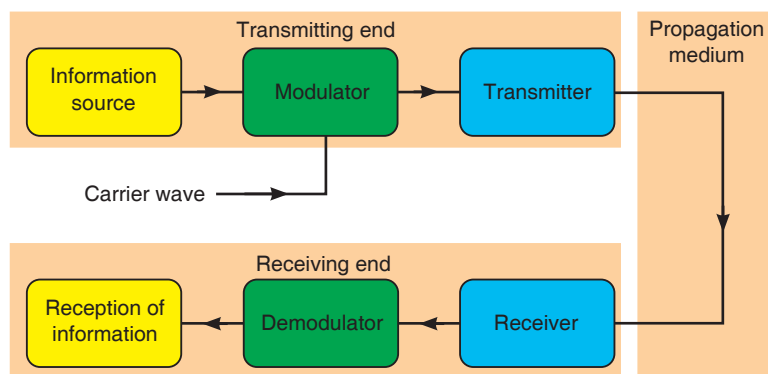 Transmitting end
Information
source
Modulator
Transmitter
Propagation
medium
Carrier wave
Receiving end
Reception of
information
Demodulator
Receiver